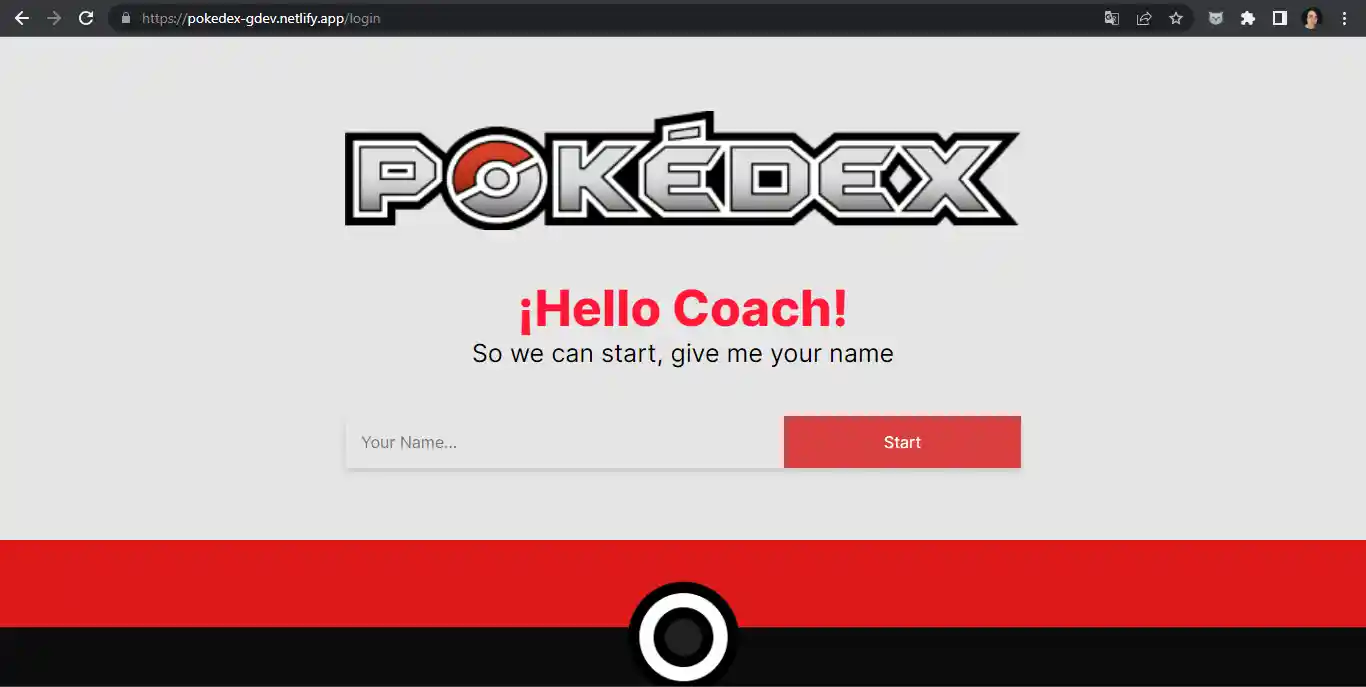 https://pokedex-gdev.netlify.app/login
POKÉDEX
¡Hello Coach!
So we can start, give me your name
Your Name...
Start